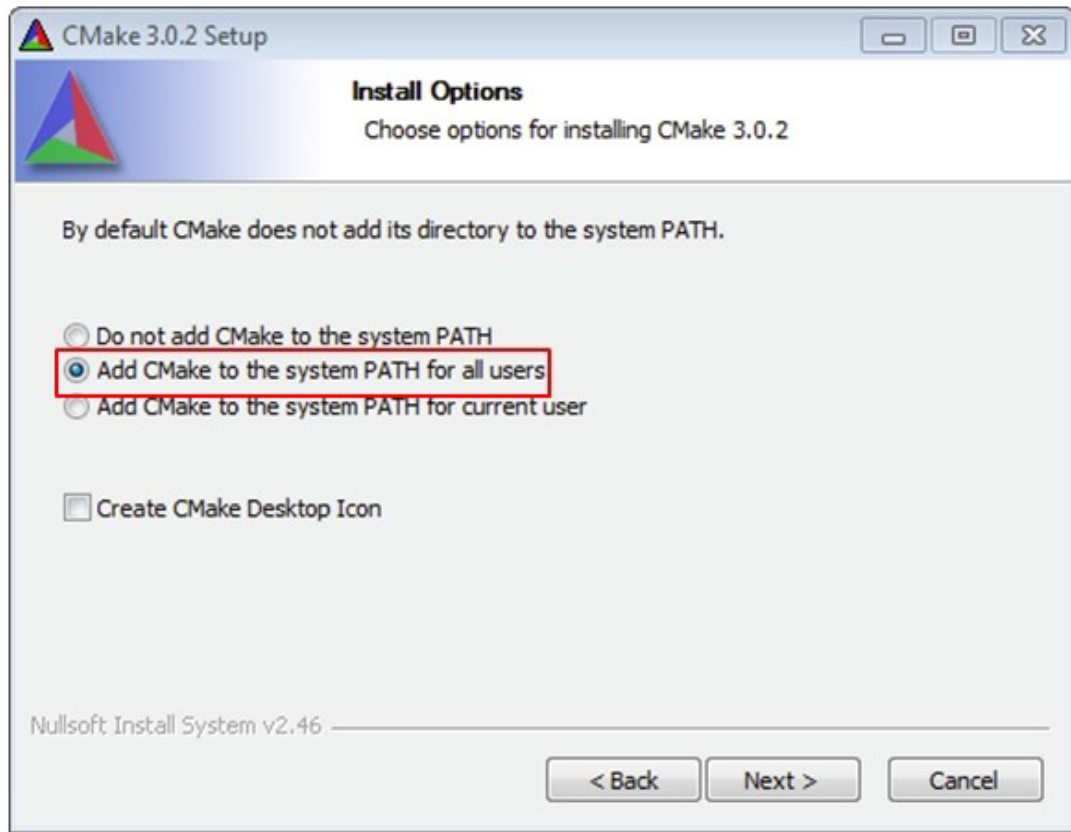 CMake 3.0.2 Setup
Install Options
Choose options for installing CMake 3.0.2
By default CMake does not add its directory to the system PATH.
Do not add CMake to the system PATH
Add CMake to the system PATH for all users
Add CMake to the system PATH for current user
Create CMake Desktop Icon
Nullsoft Install System v2.46
< Back Next > Cancel